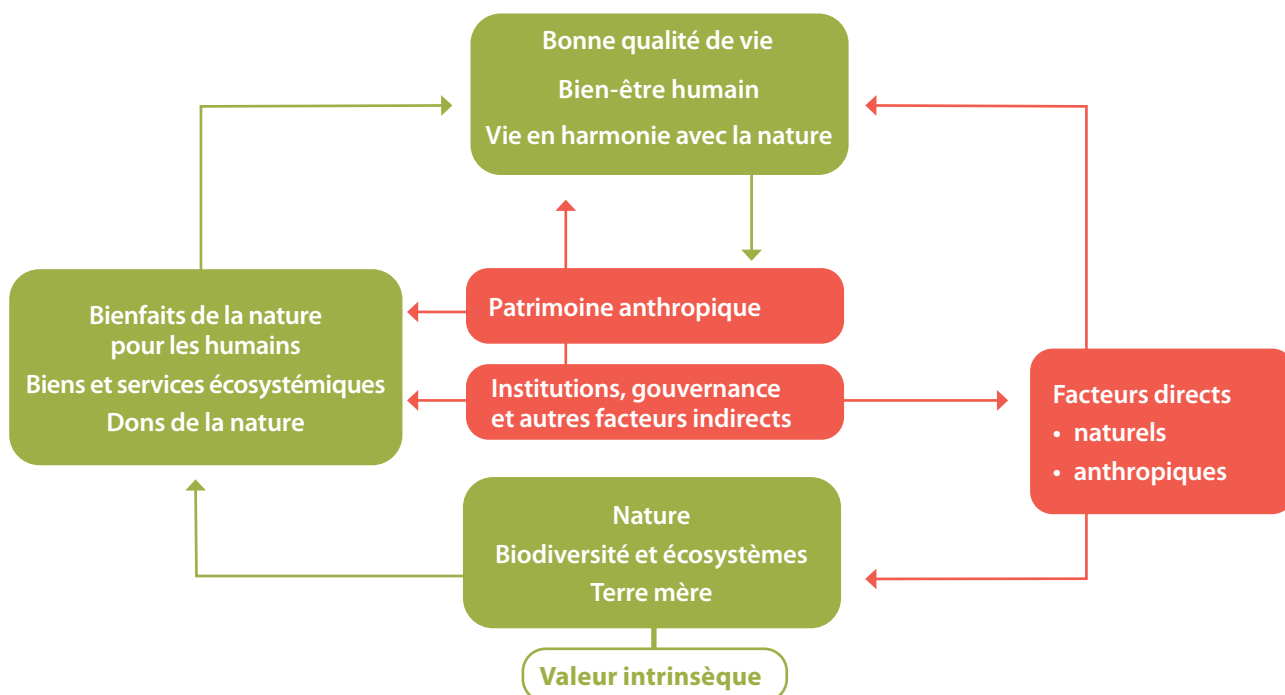 Bonne qualité de vie
Bien-être humain
Vie en harmonie avec la nature
Bienfaits de la nature
pour les humains
Biens et services écosystémiques
Dons de la nature
Patrimoine anthropique
Institutions, gouvernance
et autres facteurs indirects
Facteurs directs
• naturels
• anthropiques
Nature
Biodiversité et écosystèmes
Terre mère
Valeur intrinsèque